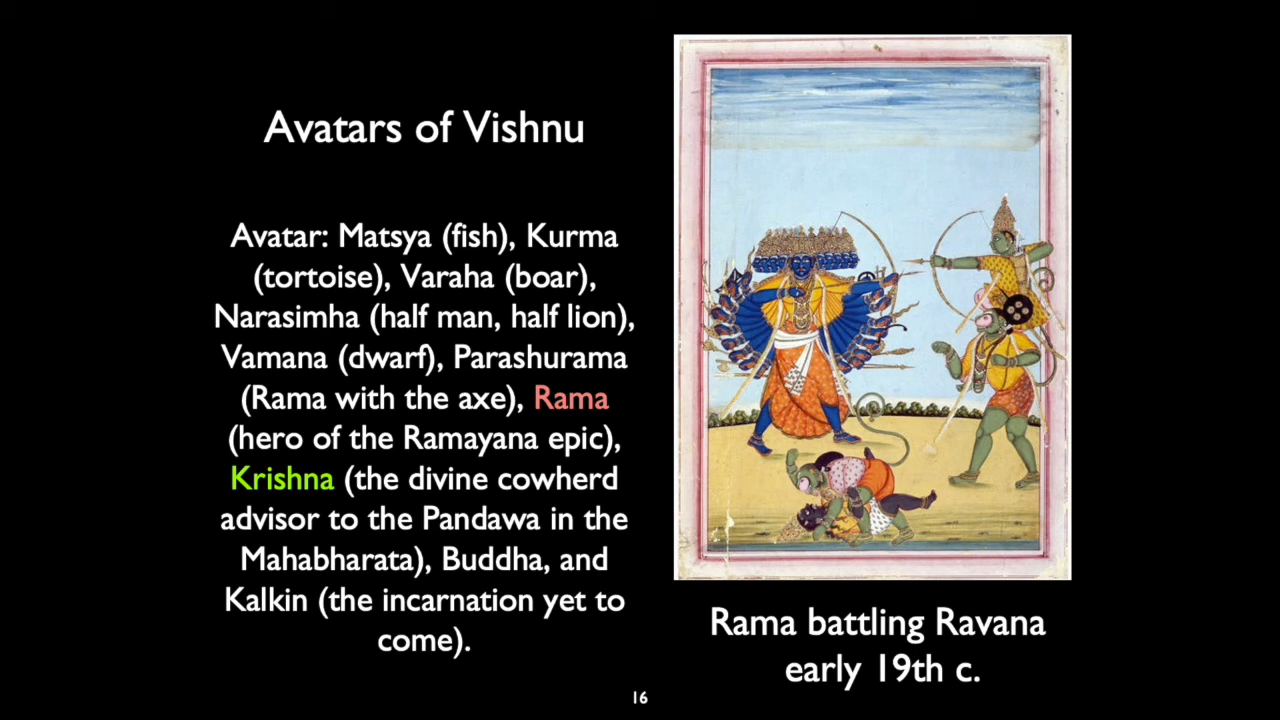 Avatars of Vishnu
Avatar: Matsya (fish), Kurma
(tortoise), Varaha (boar),
Narasimha (half man, half lion),
Vamana (dwarf), Parashurama
(Rama with the axe), Rama
(hero of the Ramayana epic),
Krishna (the divine cowherd
advisor to the Pandawa in the
Mahabharata), Buddha, and
Kalkin (the incarnation yet to
come).
Rama battling Ravana
early 19th c.
16